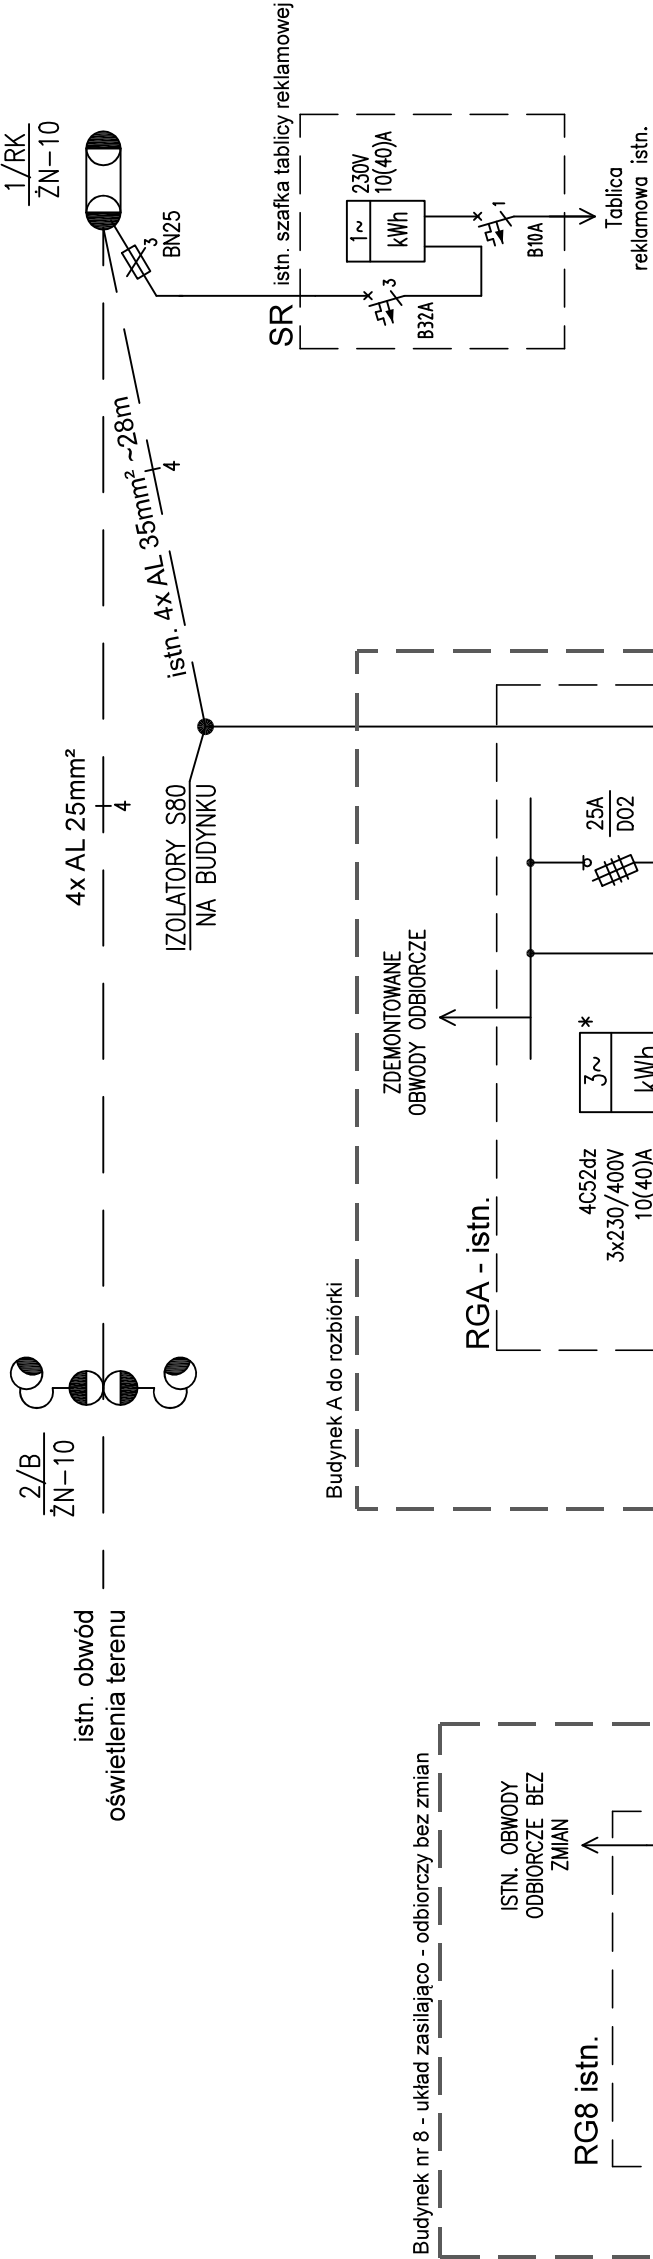 1/RK
ŻN-10
3
BN25
istn. szafka tablicy reklamowej
SR
230V
10(40)A
1~
kWh
3
B32A
1
B10A
Tablica
reklamowa istn.
istn. 4x AL 35mm² ~28m
4
4x AL 25mm²
4
IZOLATORY S80
NA BUDYNKU
25A
D02
ZDEMONTOWANE
OBWODY ODBIORCZE
3~
*
kWh
4C52dz
3x230/400V
10(40)A
RGA - istn.
Budynek A do rozbiórki
2/B
ŻN-10
istn. obwód
oświetlenia terenu
Budynek nr 8 - układ zasilająco - odbiorczy bez zmian
ISTN. OBWODY
ODBIORCZE BEZ
ZMIAN
RG8 istn.